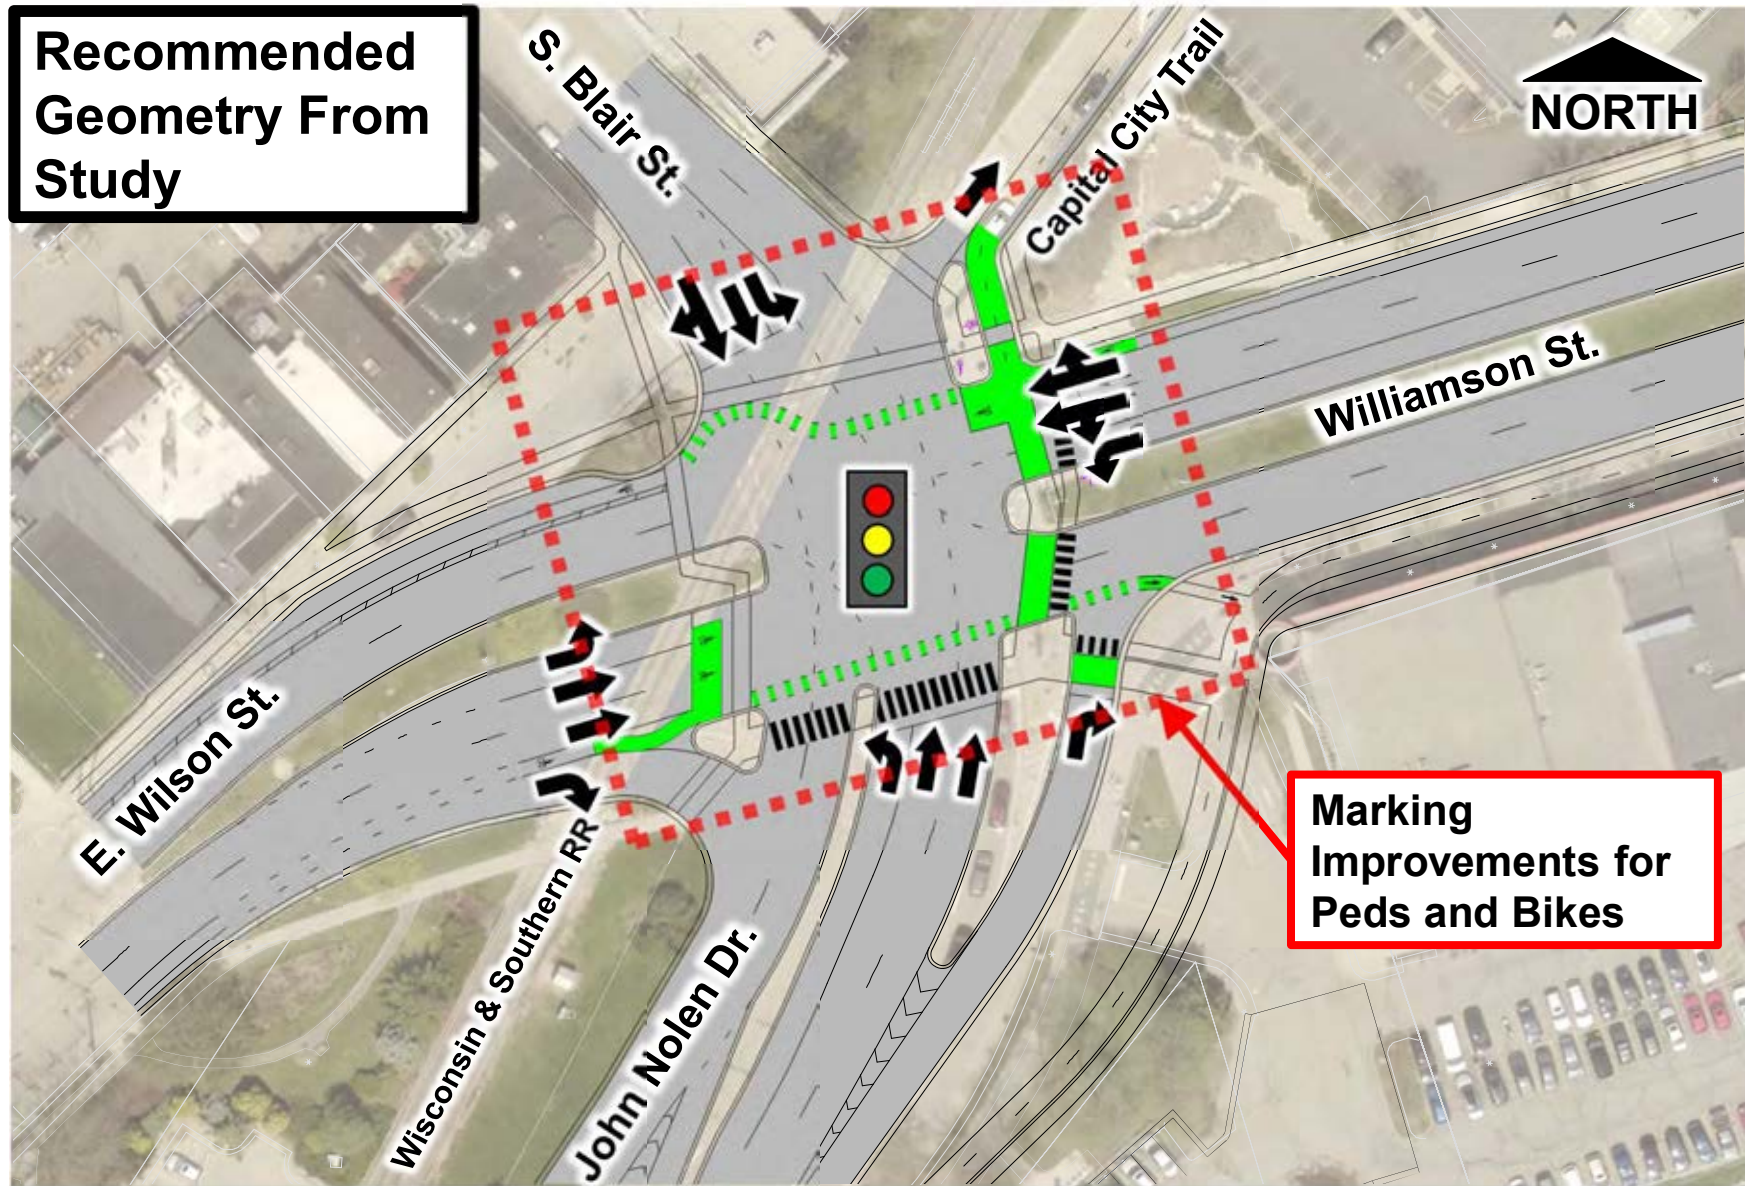 Recommended
Geometry From
Study
S. Blair St.
Capital City Trail
NORTH
Williamson St.
E. Wilson St.
Wisconsin & Southern RR
John Nolen Dr.
Marking
Improvements for
Peds and Bikes